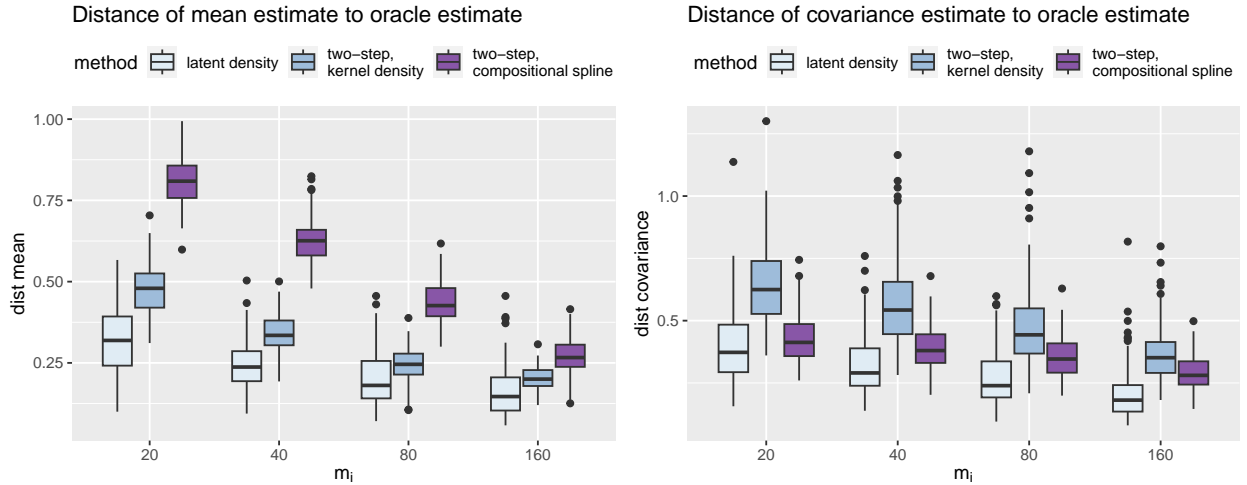 Distance of mean estimate to oracle estimate
method latent density two-step, kernel density two-step, compositional spline
1.00
0.75
0.50
0.25
dist mean
20 40 80 160
m_i
Distance of covariance estimate to oracle estimate
method latent density two-step, kernel density two-step, compositional spline
1.0
0.5
dist covariance
20 40 80 160
m_i